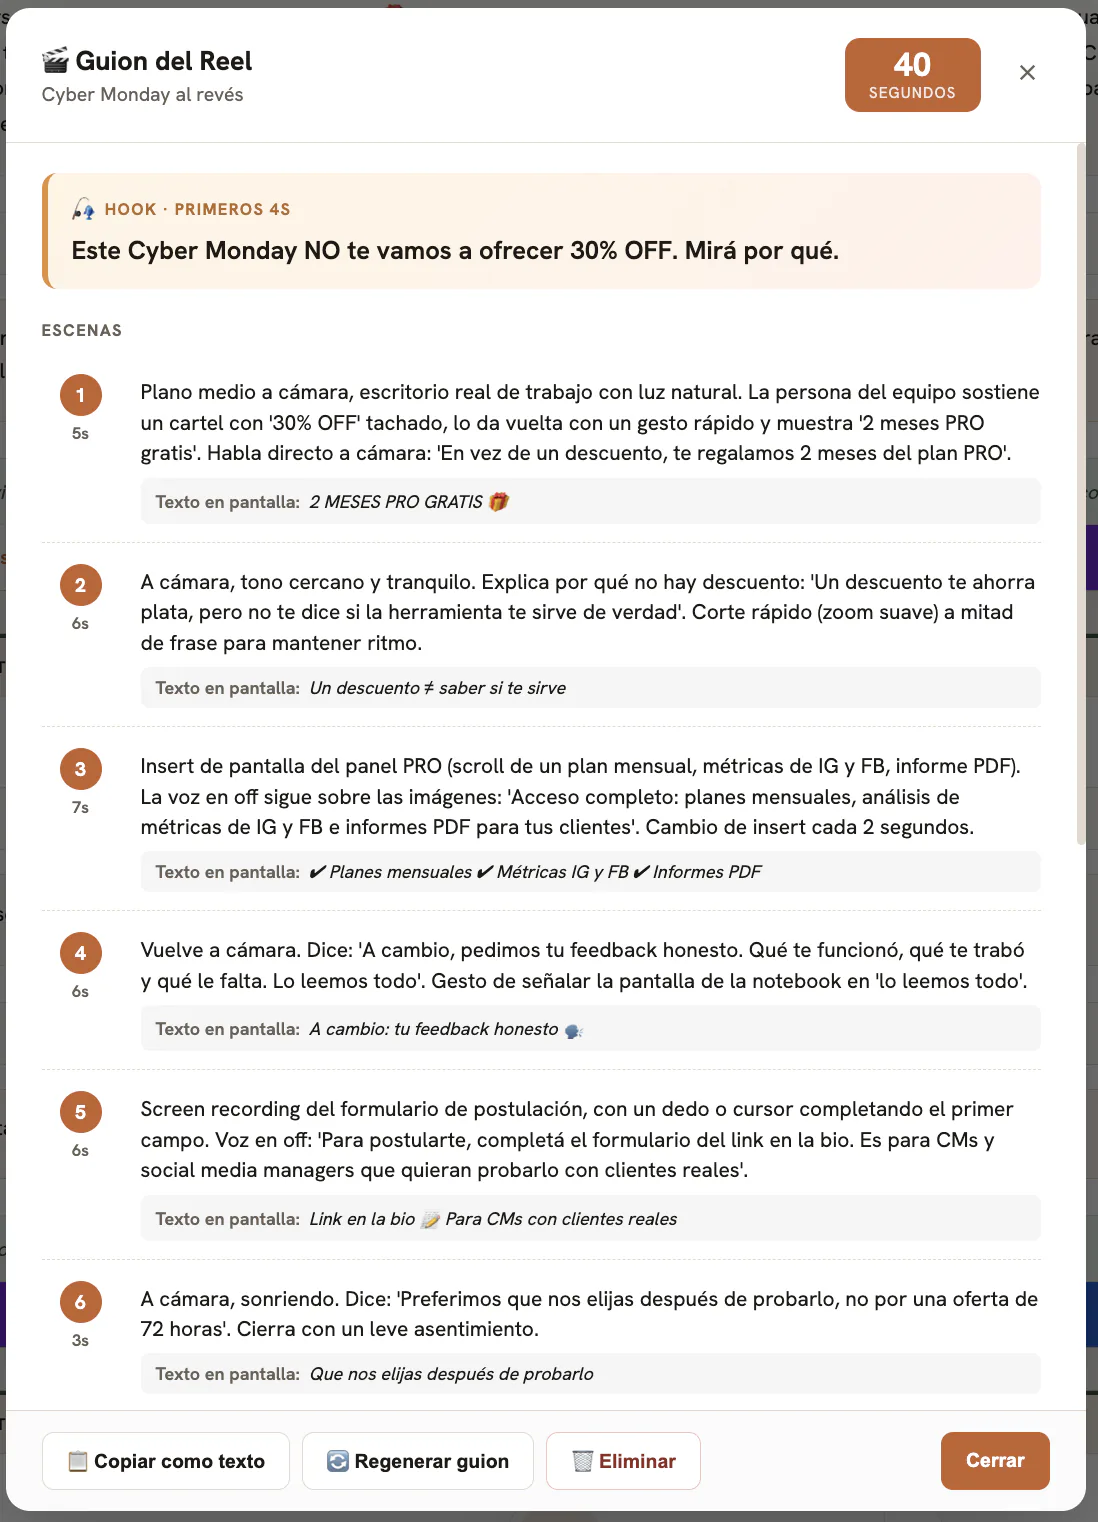 🎬 Guion del Reel
Cyber Monday al revés
40
SEGUNDOS
×
🎣 HOOK · PRIMEROS 4S
Este Cyber Monday NO te vamos a ofrecer 30% OFF. Mirá por qué.
ESCENAS
1
5s
Plano medio a cámara, escritorio real de trabajo con luz natural. La persona del equipo sostiene
un cartel con '30% OFF' tachado, lo da vuelta con un gesto rápido y muestra '2 meses PRO
gratis'. Habla directo a cámara: 'En vez de un descuento, te regalamos 2 meses del plan PRO'.
Texto en pantalla: 2 MESES PRO GRATIS 🎁
2
6s
A cámara, tono cercano y tranquilo. Explica por qué no hay descuento: 'Un descuento te ahorra
plata, pero no te dice si la herramienta te sirve de verdad'. Corte rápido (zoom suave) a mitad
de frase para mantener ritmo.
Texto en pantalla: Un descuento ≠ saber si te sirve
3
7s
Insert de pantalla del panel PRO (scroll de un plan mensual, métricas de IG y FB, informe PDF).
La voz en off sigue sobre las imágenes: 'Acceso completo: planes mensuales, análisis de
métricas de IG y FB e informes PDF para tus clientes'. Cambio de insert cada 2 segundos.
Texto en pantalla: ✔ Planes mensuales ✔ Métricas IG y FB ✔ Informes PDF
4
6s
Vuelve a cámara. Dice: 'A cambio, pedimos tu feedback honesto. Qué te funcionó, qué te trabó
y qué le falta. Lo leemos todo'. Gesto de señalar la pantalla de la notebook en 'lo leemos todo'.
Texto en pantalla: A cambio: tu feedback honesto 🗣️
5
6s
Screen recording del formulario de postulación, con un dedo o cursor completando el primer
campo. Voz en off: 'Para postularte, completá el formulario del link en la bio. Es para CMs y
social media managers que quieran probarlo con clientes reales'.
Texto en pantalla: Link en la bio 📝 Para CMs con clientes reales
6
3s
A cámara, sonriendo. Dice: 'Preferimos que nos elijas después de probarlo, no por una oferta de
72 horas'. Cierra con un leve asentimiento.
Texto en pantalla: Que nos elijas después de probarlo
📋 Copiar como texto
🔄 Regenerar guion
🗑️ Eliminar
Cerrar